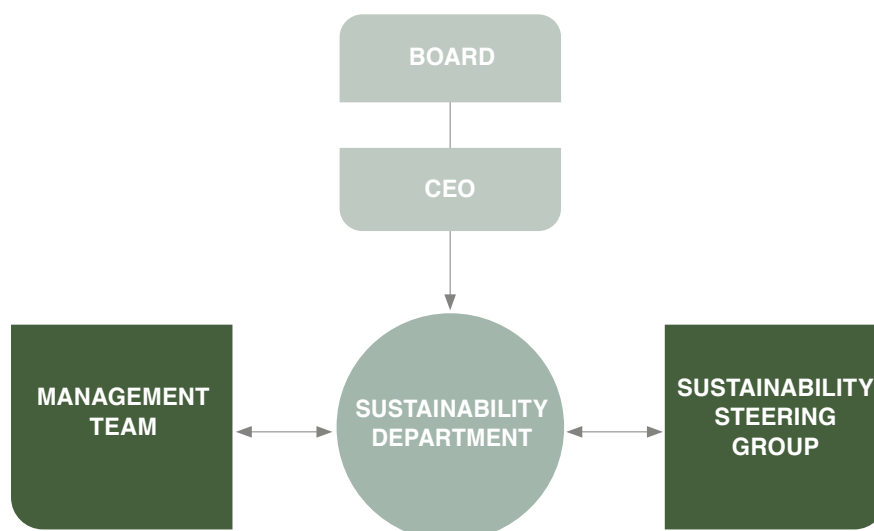 BOARD
CEO
MANAGEMENT
TEAM
SUSTAINABILITY
DEPARTMENT
SUSTAINABILITY
STEERING
GROUP